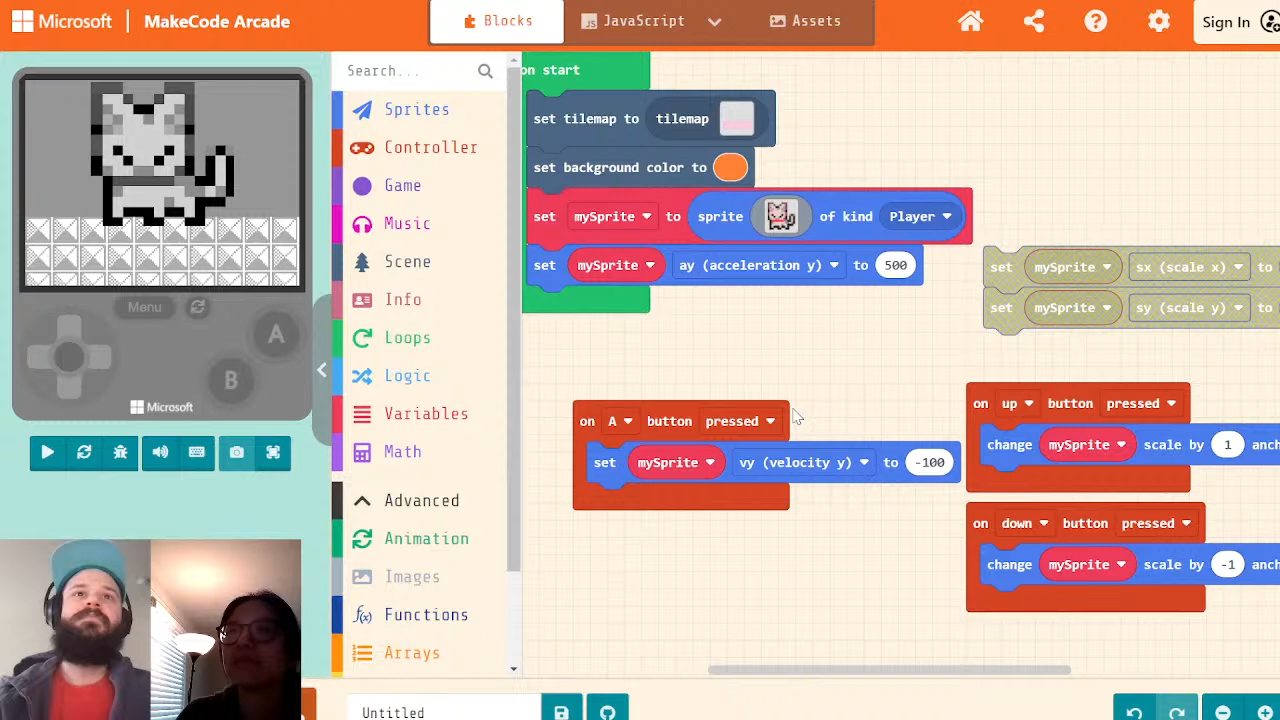 Microsoft | MakeCode Arcade
Blocks
JavaScript
Assets
Sign In
Menu
A
B
Microsoft
Search...
Sprites
Controller
Game
Music
Scene
Info
Loops
Logic
Variables
Math
Advanced
Animation
Images
Functions
Arrays
on start
set tilemap to tilemap
set background color to
set mySprite to sprite of kind Player
set mySprite ay (acceleration y) to 500
set mySprite sx (scale x) to
set mySprite sy (scale y) to
on A button pressed
set mySprite vy (velocity y) to -100
on up button pressed
change mySprite scale by 1 anch
on down button pressed
change mySprite scale by -1 anch
Untitled